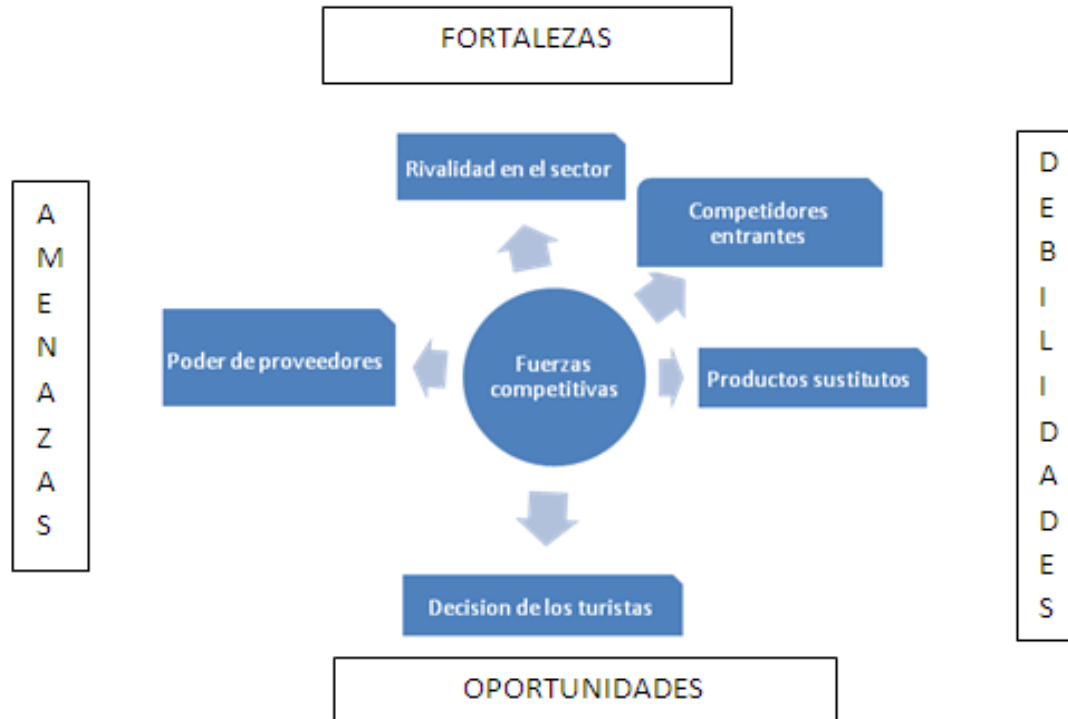 FORTALEZAS
Rivalidad en el sector
Competidores
entrantes
A
M
E
N
A
Z
A
S
Poder de proveedores
Fuerzas
competitivas
Productos sustitutos
D
E
B
I
L
I
D
A
D
E
S
Decision de los turistas
OPORTUNIDADES